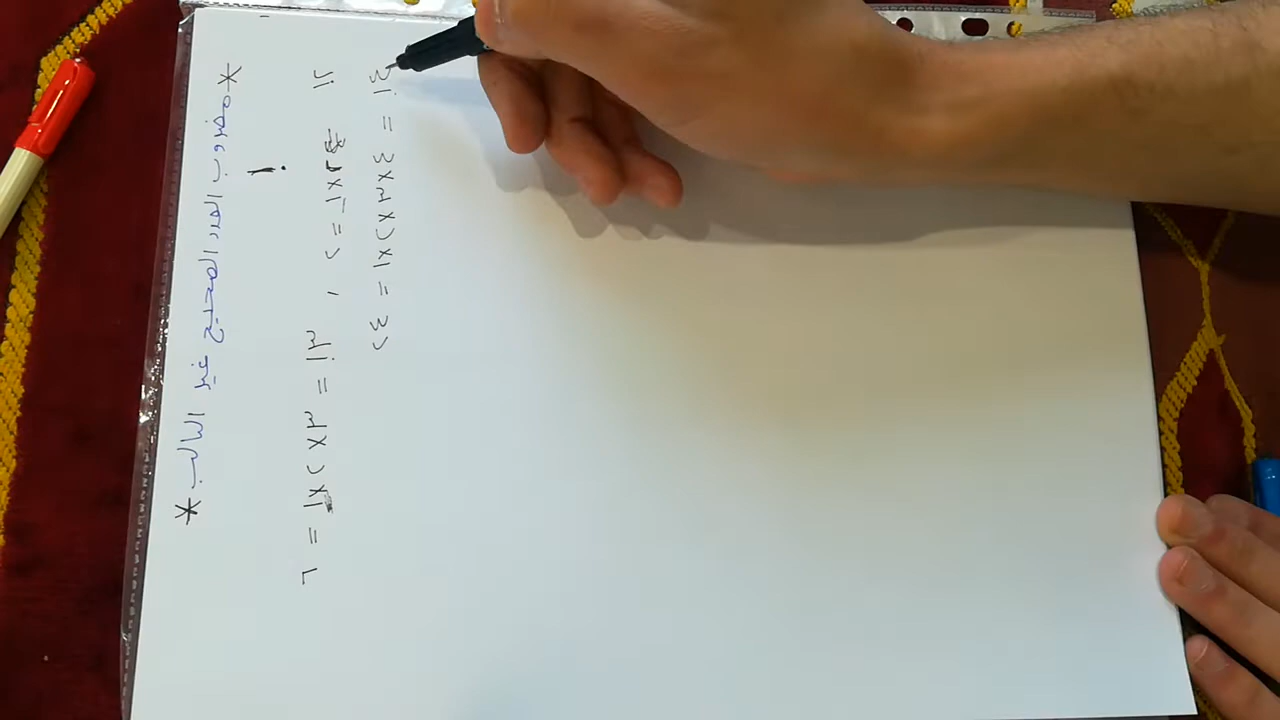 * مضروب العدد الصحيح غير السالب *
!
٢! = ٢×١ = ٢ ، ٣! = ٣×٢×١ = ٦
٤! = ٤×٣×٢×١ = ٢٤